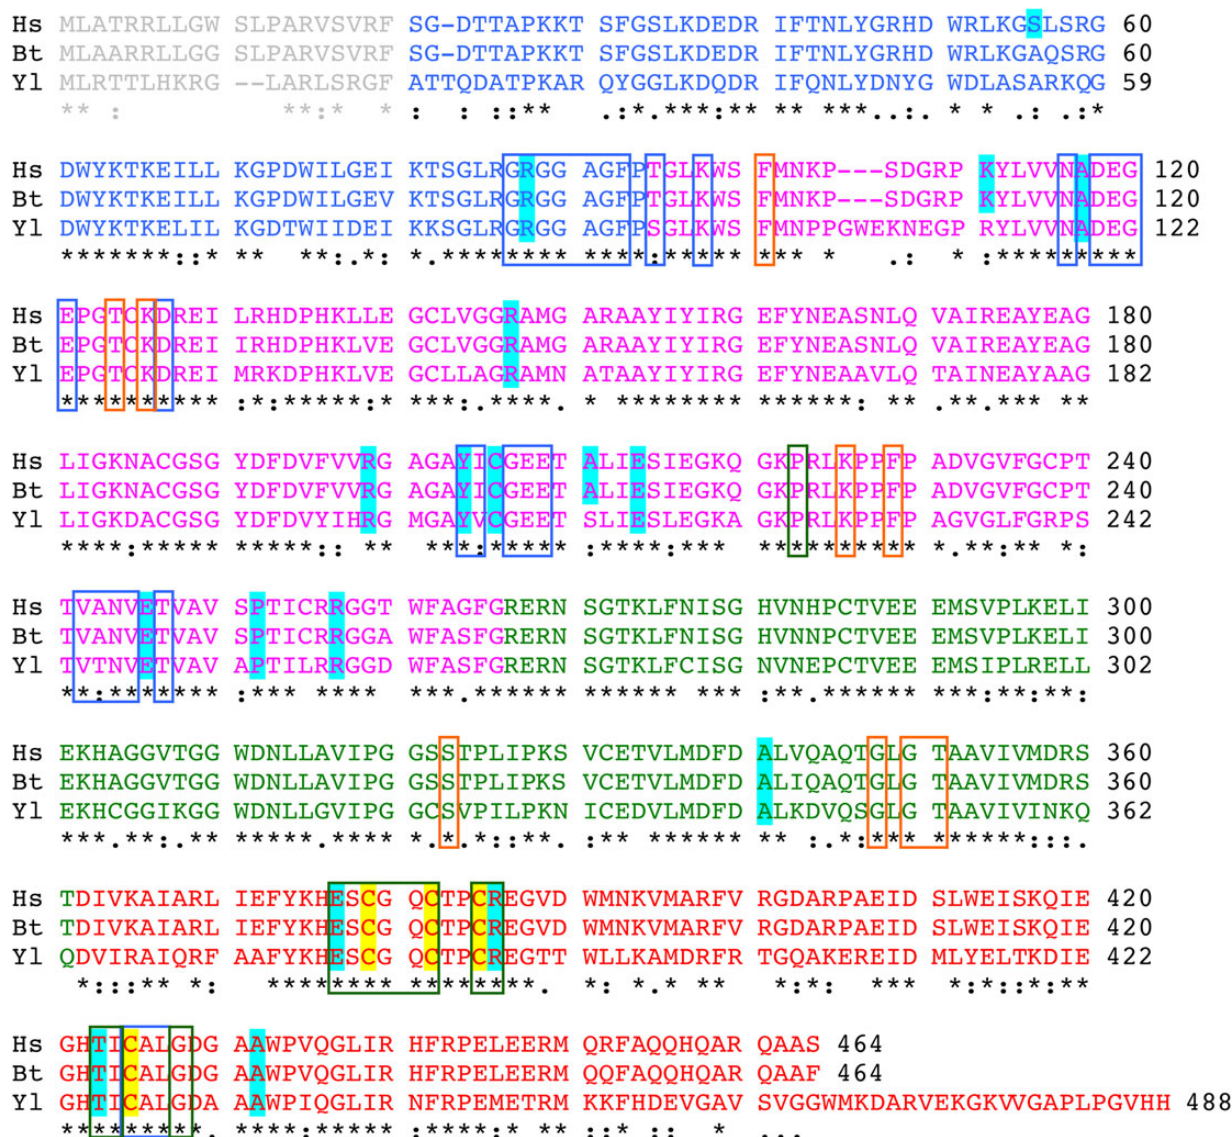 Hs MLATRRLLGW SLPARVSVRF SG-DTTAPKKT SFGSLKDEDR IFTNLYGRHD WRLKGSLSRG 60
Bt MLAARRLLGG SLPARVSVRF SG-DTTAPKKT SFGSLKDEDR IFTNLYGRHD WRLKGAQSRG 60
Yl MLRTTLHKRG --LARLSRGF ATTQDATPKAR QYGGLKDQDR IFQNLYDNYG WDLASARKQG 59
** : **:* * : : ::** .:*.***:** ** ***..:. * * .: .:*
Hs DWYKTKEILL KGPDWILGEI KTSGLRGRGG AGFPTGLKWS FMNKP---SDGRP KYLVVNADEG 120
Bt DWYKTKEILL KGPDWILGEV KTSGLRGRGG AGFPTGLKWS FMNKP---SDGRP KYLVVNADEG 120
Yl DWYKTKELIL KGDTWIIDEI KKSGLRGRGG AGFPSGLKWS FMNPPGWEKNEGP RYLVVNADEG 122
*******::* ** **:.*: *.******** ****:***** *** * .: * :*********
Hs EPGTCKDREI LRHDPHKLLE GCLVGGRAMG ARAAYIYIRG EFYNEASNLQ VAIREAYEAG 180
Bt EPGTCKDREI IRHDPHKLVE GCLVGGRAMG ARAAYIYIRG EFYNEASNLQ VAIREAYEAG 180
Yl EPGTCKDREI MRKDPHKLVE GCLLAGRAMN ATAAYIYIRG EFYNEAAVLQ TAINEAYAAG 182
********** :*:*****:* ***:.****. * ******** ******: ** .**.*** **
Hs LIGKNACGSG YDFDVFVVRG AGAYICGEET ALIESIEGKQ GKPRLKPPFP ADVGVFGCPT 240
Bt LIGKNACGSG YDFDVFVVRG AGAYICGEET ALIESIEGKQ GKPRLKPPFP ADVGVFGCPT 240
Yl LIGKDACGSG YDFDVYIHRG MGAYVCGEET SLIESLEGKA GKPRLKPPFP AGVGLFGRPS 242
****:***** *****:: ** ***:***** :****:*** ********** *.**:** *:
Hs TVANVETVAV SPTICRRGGT WFAGFGRERN SGTKLFNISG HVNHPCTVEE EMSVPLKELI 300
Bt TVANVETVAV SPTICRRGGA WFASFGRERN SGTKLFNISG HVNNPCTVEE EMSVPLKELI 300
Yl TVTNVETVAV APTILRRGGD WFASFGRERN SGTKLFCISG NVNEPCTVEE EMSIPLRELL 302
**:******* :*** **** ***.****** ****** *** :**.****** ***:**:**:
Hs EKHAGGVTGG WDNLLAVIPG GSSTPLIPKS VCETVLMDFD ALVQAQTGLG TAAVIVMDRS 360
Bt EKHAGGVTGG WDNLLAVIPG GSSTPLIPKS VCETVLMDFD ALIQAQTGLG TAAVIVMDRS 360
Yl EKHCGGIKGG WDNLLGVIPG GCSVPILPKN ICEDVLMDFD ALKDVQSGLG TAAVIVINKQ 362
***.**:.** *****.**** *.*.*::**. :** ****** ** :.*:*** ******:::.
Hs TDIVKAIARL IEFYKHESCG QCTPCREGVD WMNKVMARFV RGDARPAEID SLWEISKQIE 420
Bt TDIVKAIARL IEFYKHESCG QCTPCREGVD WMNKVMARFV RGDARPAEID SLWEISKQIE 420
Yl QDVIRAIQRF AAFYKHESCG QCTPCREGTT WLLKAMDRFR TGQAKEREID MLYELTKDIE 422
*:::** *: ******** ********. *: *.* ** *:*: *** *:*::*:**
Hs GHTICALGDG AAWPVQGLIR HFRPELEERM QRFAQQHQAR QAAS 464
Bt GHTICALGDG AAWPVQGLIR HFRPELEERM QQFAQQHQAR QAAF 464
Yl GHTICALGDA AAWPIQGLIR NFRPEMETRM KKFHDEVGAV SVGGWMKDARVEKGKVVGAPLPGVHH 488
*********. ****:***** :****:* ** ::* :: * ...